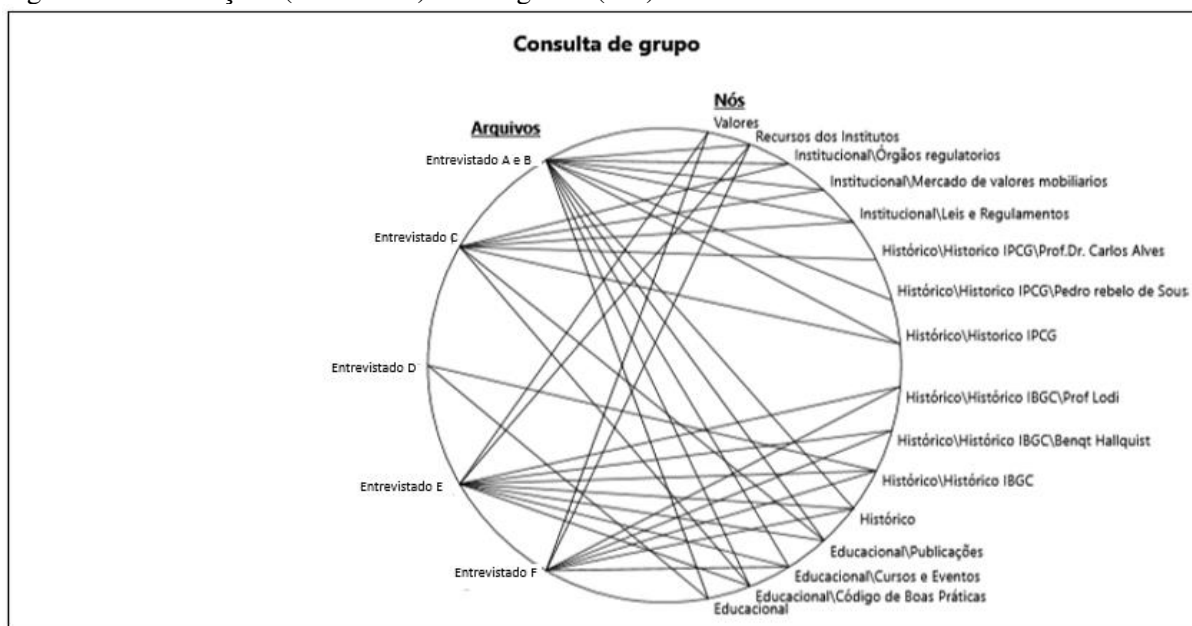 Consulta de grupo
Nós
Arquivos
Valores
Recursos dos Institutos
Entrevistado A e B
Institucional\Órgãos regulatorios
Institucional\Mercado de valores mobiliarios
Institucional\Leis e Regulamentos
Entrevistado C
Histórico\Historico IPCG\Prof.Dr. Carlos Alves
Histórico\Historico IPCG\Pedro rebelo de Sous
Histórico\Historico IPCG
Entrevistado D
Histórico\Histórico IBGC\Prof Lodi
Histórico\Histórico IBGC\Benqt Hallquist
Histórico\Histórico IBGC
Entrevistado E
Histórico
Educacional\Publicações
Entrevistado F
Educacional\Cursos e Eventos
Educacional\Código de Boas Práticas
Educacional